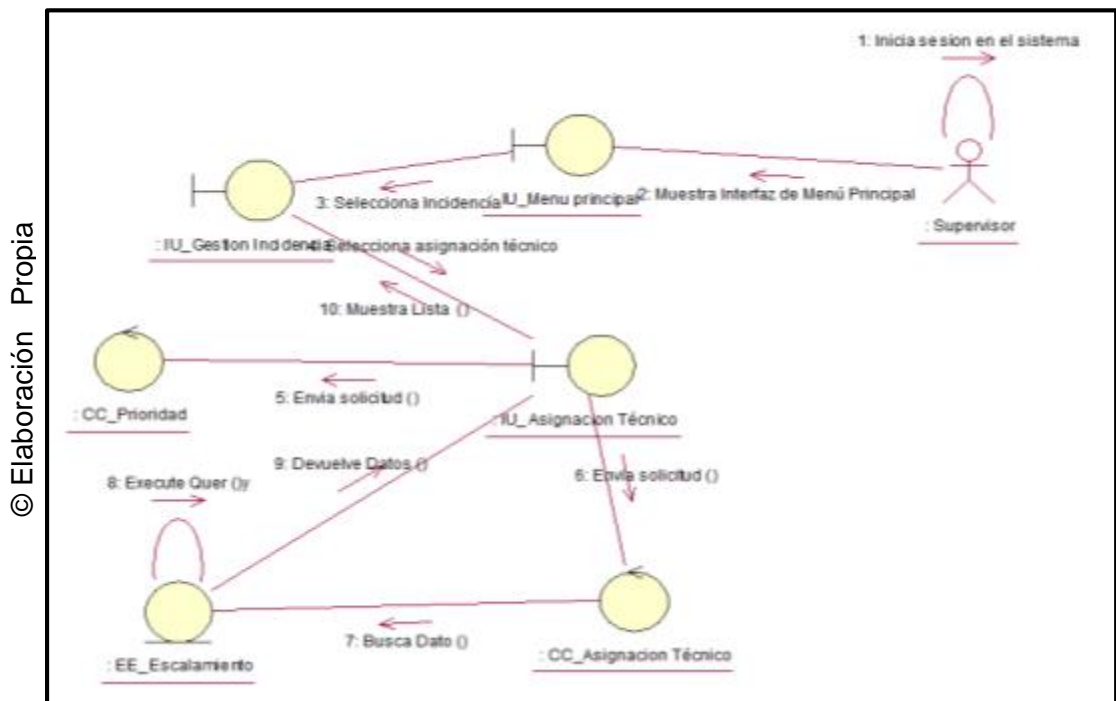 © Elaboración Propia
1: Inicia sesion en el sistema
2: Muestra Interfaz de Menú Principal
3: Selecciona Incidencia
: IU_Menu principal
: Supervisor
: IU_Gestion Incidencia
4: Selecciona asignación técnico
10: Muestra Lista ()
5: Envia solicitud ()
: CC_Prioridad
: IU_Asignacion Técnico
9: Devuelve Datos ()
6: Envia solicitud ()
8: Execute Quer ()y
7: Busca Dato ()
: EE_Escalamiento
: CC_Asignacion Técnico